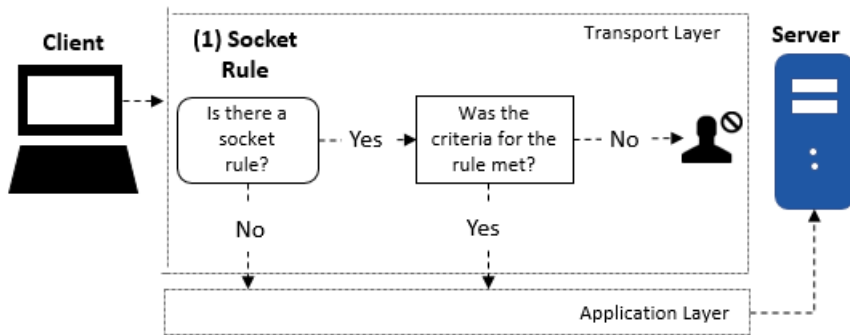 Client
(1) Socket
Rule
Transport Layer
Server
Is there a
socket
rule?
Yes
Was the
criteria for the
rule met?
No
No
Yes
Application Layer